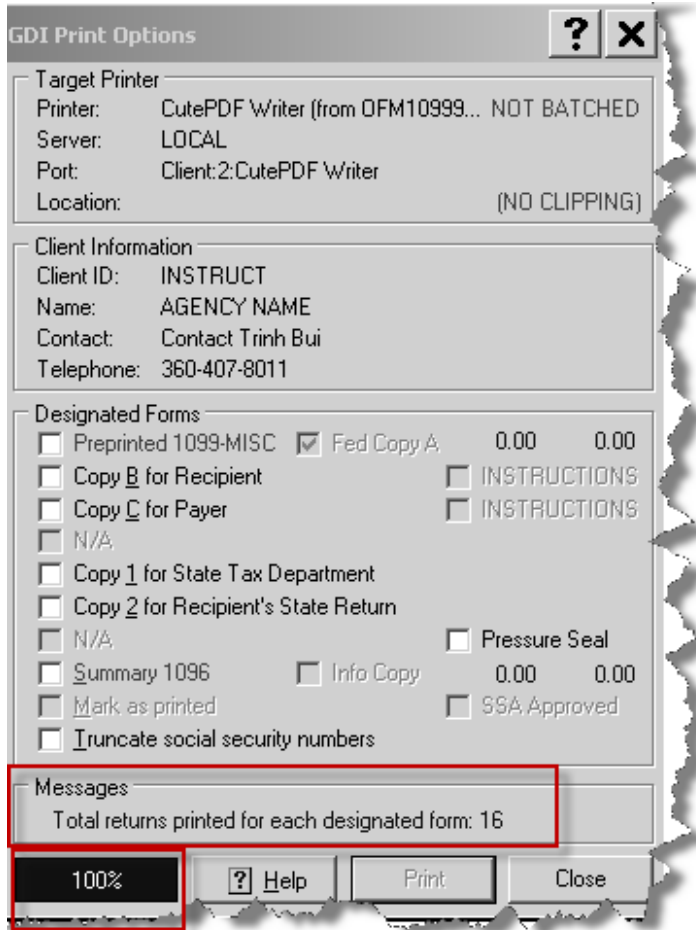 GDI Print Options
Target Printer
Printer: CutePDF Writer (from OFM10999... NOT BATCHED
Server: LOCAL
Port: Client:2:CutePDF Writer
Location: (NO CLIPPING)
Client Information
Client ID: INSTRUCT
Name: AGENCY NAME
Contact: Contact Trinh Bui
Telephone: 360-407-8011
Designated Forms
Preprinted 1099-MISC Fed Copy A 0.00 0.00
Copy B for Recipient INSTRUCTIONS
Copy C for Payer INSTRUCTIONS
N/A
Copy 1 for State Tax Department
Copy 2 for Recipient's State Return
N/A Pressure Seal
Summary 1096 Info Copy 0.00 0.00
Mark as printed SSA Approved
Truncate social security numbers
Messages
Total returns printed for each designated form: 16
100% ? Help Print Close